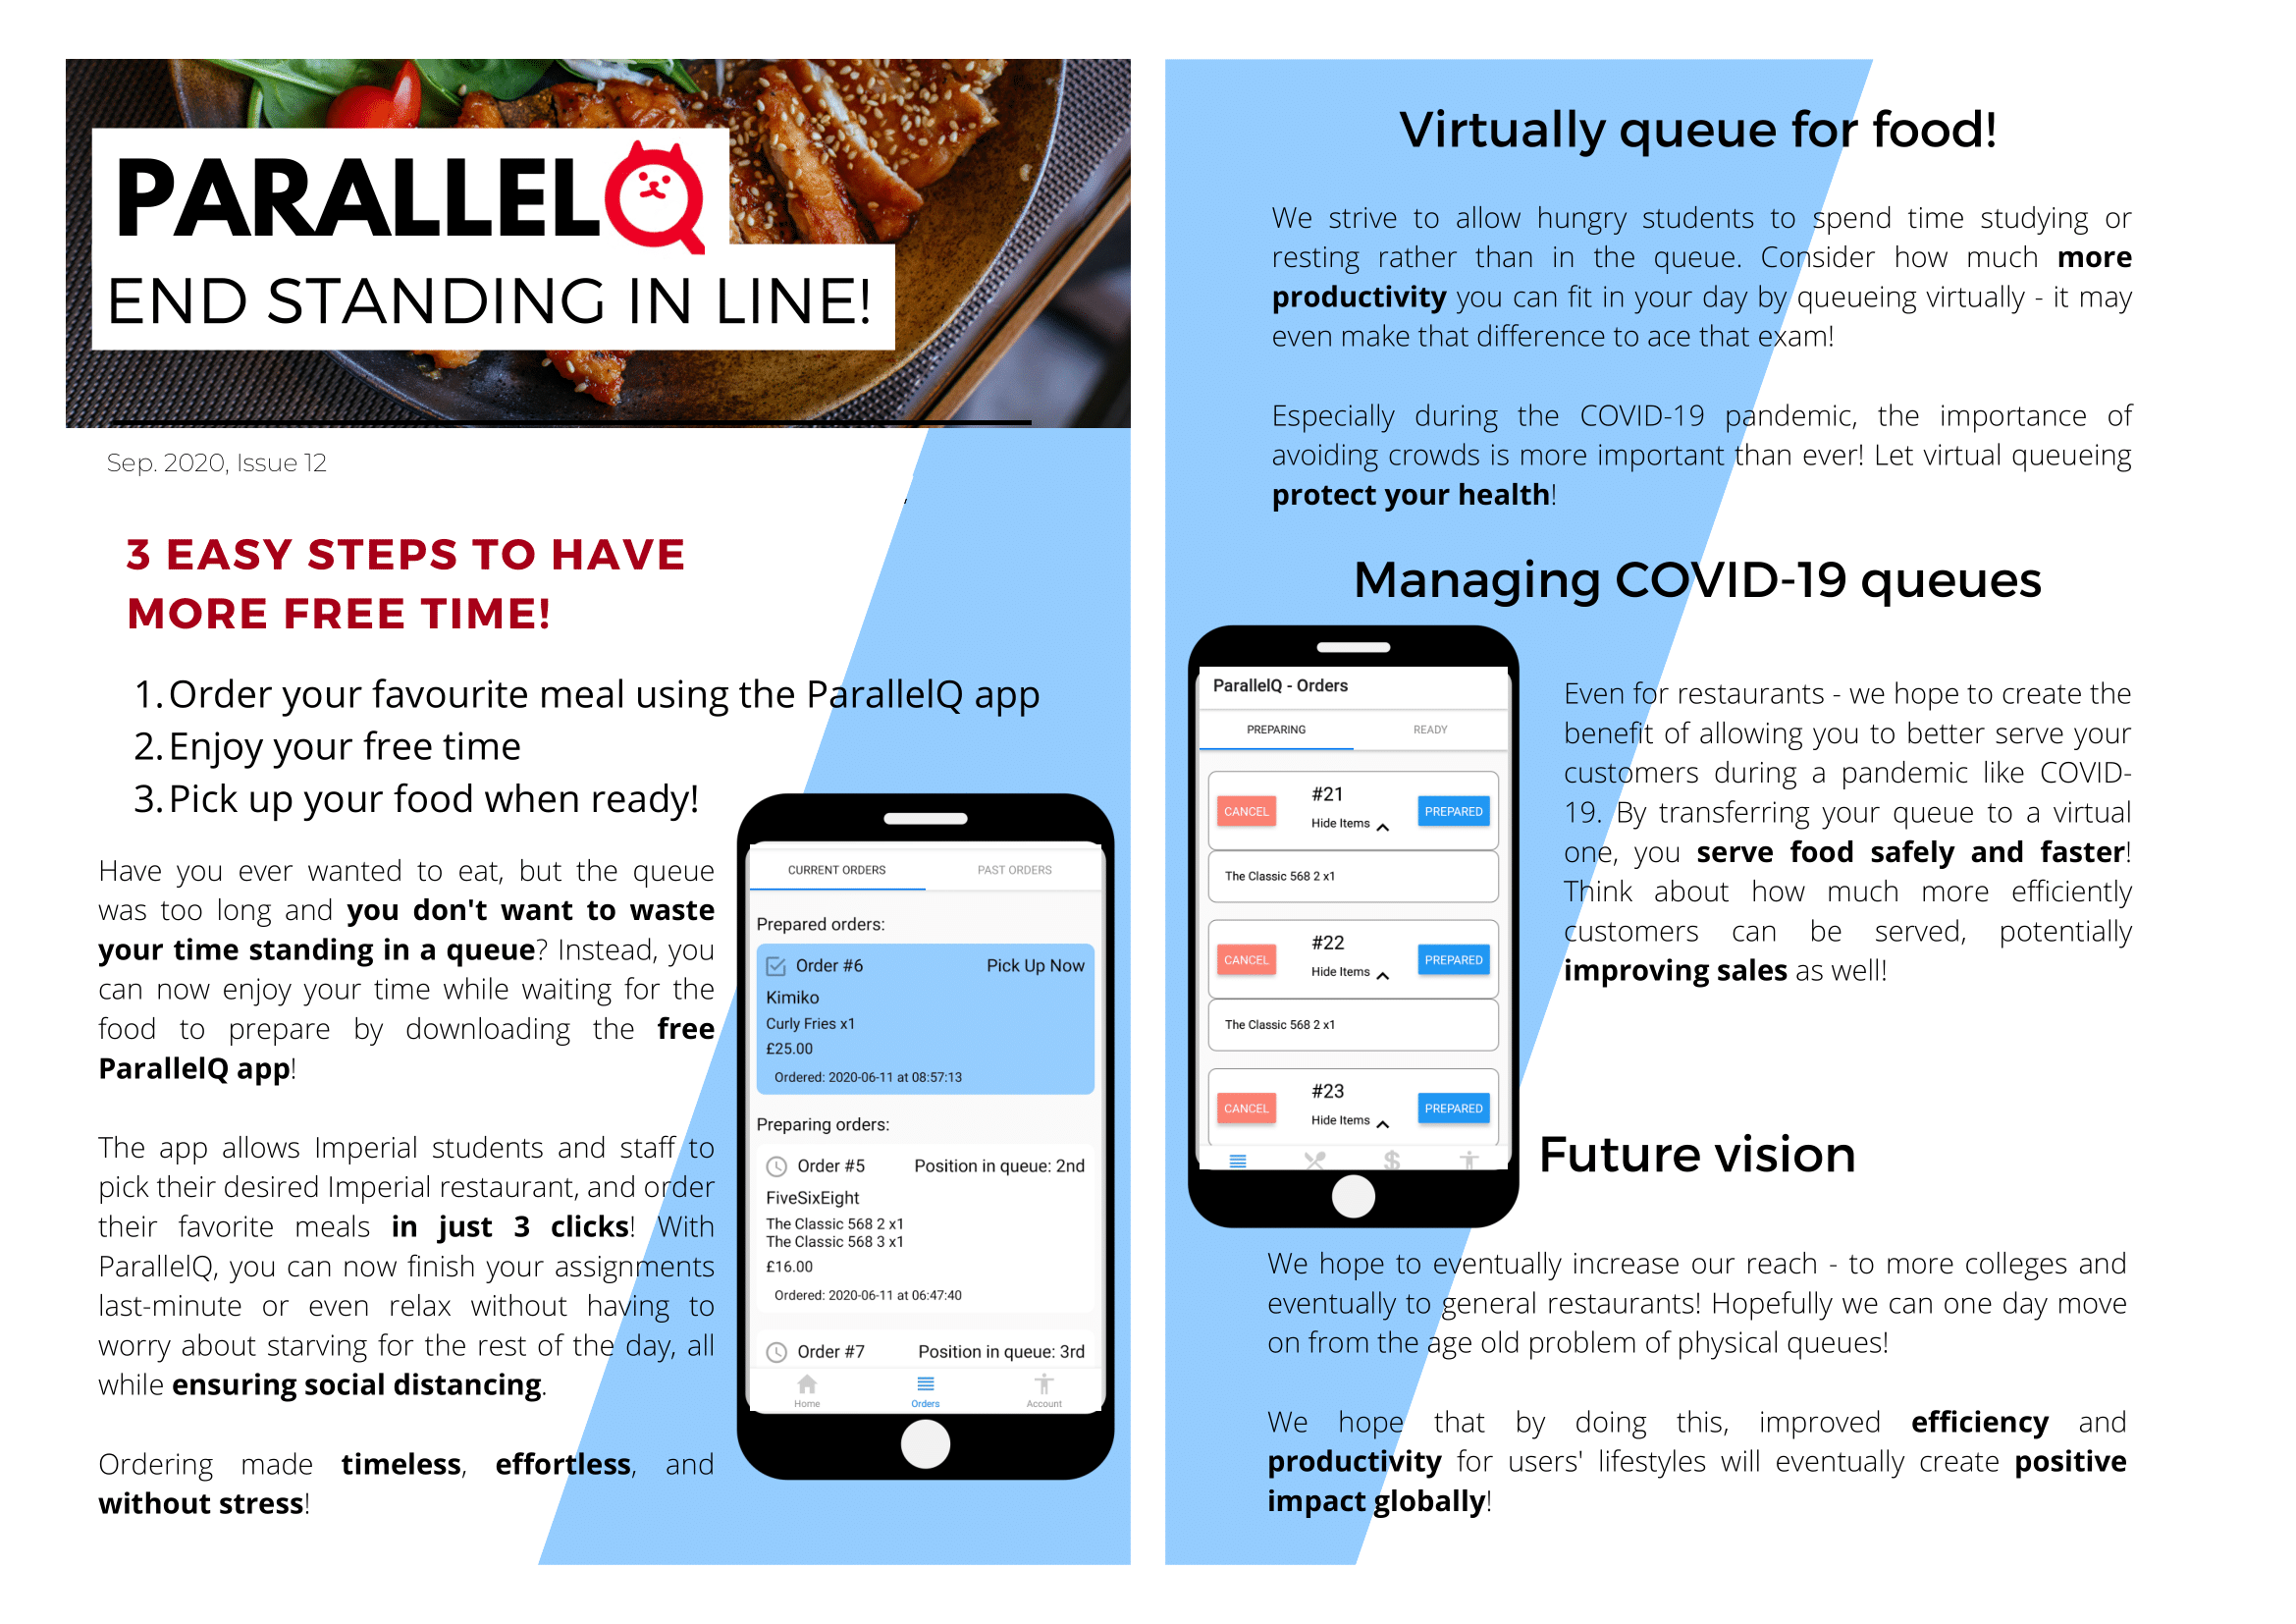 PARALLELQ
END STANDING IN LINE!
Sep. 2020, Issue 12
3 EASY STEPS TO HAVE
MORE FREE TIME!
1. Order your favourite meal using the ParallelQ app
2. Enjoy your free time
3. Pick up your food when ready!
Have you ever wanted to eat, but the queue
was too long and you don't want to waste
your time standing in a queue? Instead, you
can now enjoy your time while waiting for the
food to prepare by downloading the free
ParallelQ app!
The app allows Imperial students and staff to
pick their desired Imperial restaurant, and order
their favorite meals in just 3 clicks! With
ParallelQ, you can now finish your assignments
last-minute or even relax without having to
worry about starving for the rest of the day, all
while ensuring social distancing.
Ordering made timeless, effortless, and
without stress!
CURRENT ORDERS PAST ORDERS
Prepared orders:
Order #6 Pick Up Now
Kimiko
Curly Fries x1
£25.00
Ordered: 2020-06-11 at 08:57:13
Preparing orders:
Order #5 Position in queue: 2nd
FiveSixEight
The Classic 568 2 x1
The Classic 568 3 x1
£16.00
Ordered: 2020-06-11 at 06:47:40
Order #7 Position in queue: 3rd
Home Orders Account
Virtually queue for food!
We strive to allow hungry students to spend time studying or
resting rather than in the queue. Consider how much more
productivity you can fit in your day by queueing virtually - it may
even make that difference to ace that exam!
Especially during the COVID-19 pandemic, the importance of
avoiding crowds is more important than ever! Let virtual queueing
protect your health!
Managing COVID-19 queues
ParallelQ - Orders
PREPARING READY
#21
CANCEL Hide Items PREPARED
The Classic 568 2 x1
#22
CANCEL Hide Items PREPARED
The Classic 568 2 x1
#23
CANCEL Hide Items PREPARED
Even for restaurants - we hope to create the
benefit of allowing you to better serve your
customers during a pandemic like COVID-
19. By transferring your queue to a virtual
one, you serve food safely and faster!
Think about how much more efficiently
customers can be served, potentially
improving sales as well!
Future vision
We hope to eventually increase our reach - to more colleges and
eventually to general restaurants! Hopefully we can one day move
on from the age old problem of physical queues!
We hope that by doing this, improved efficiency and
productivity for users' lifestyles will eventually create positive
impact globally!